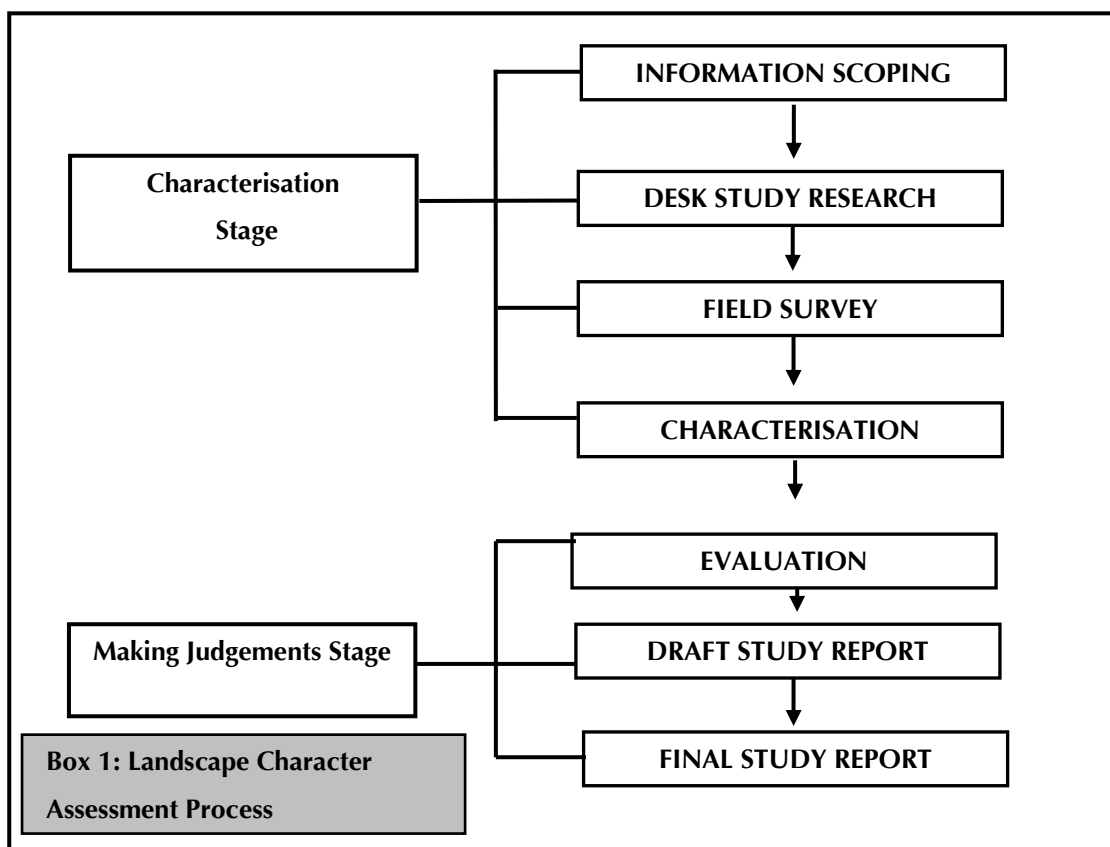 INFORMATION SCOPING
Characterisation
Stage
DESK STUDY RESEARCH
FIELD SURVEY
CHARACTERISATION
EVALUATION
Making Judgements Stage
DRAFT STUDY REPORT
FINAL STUDY REPORT
Box 1: Landscape Character
Assessment Process